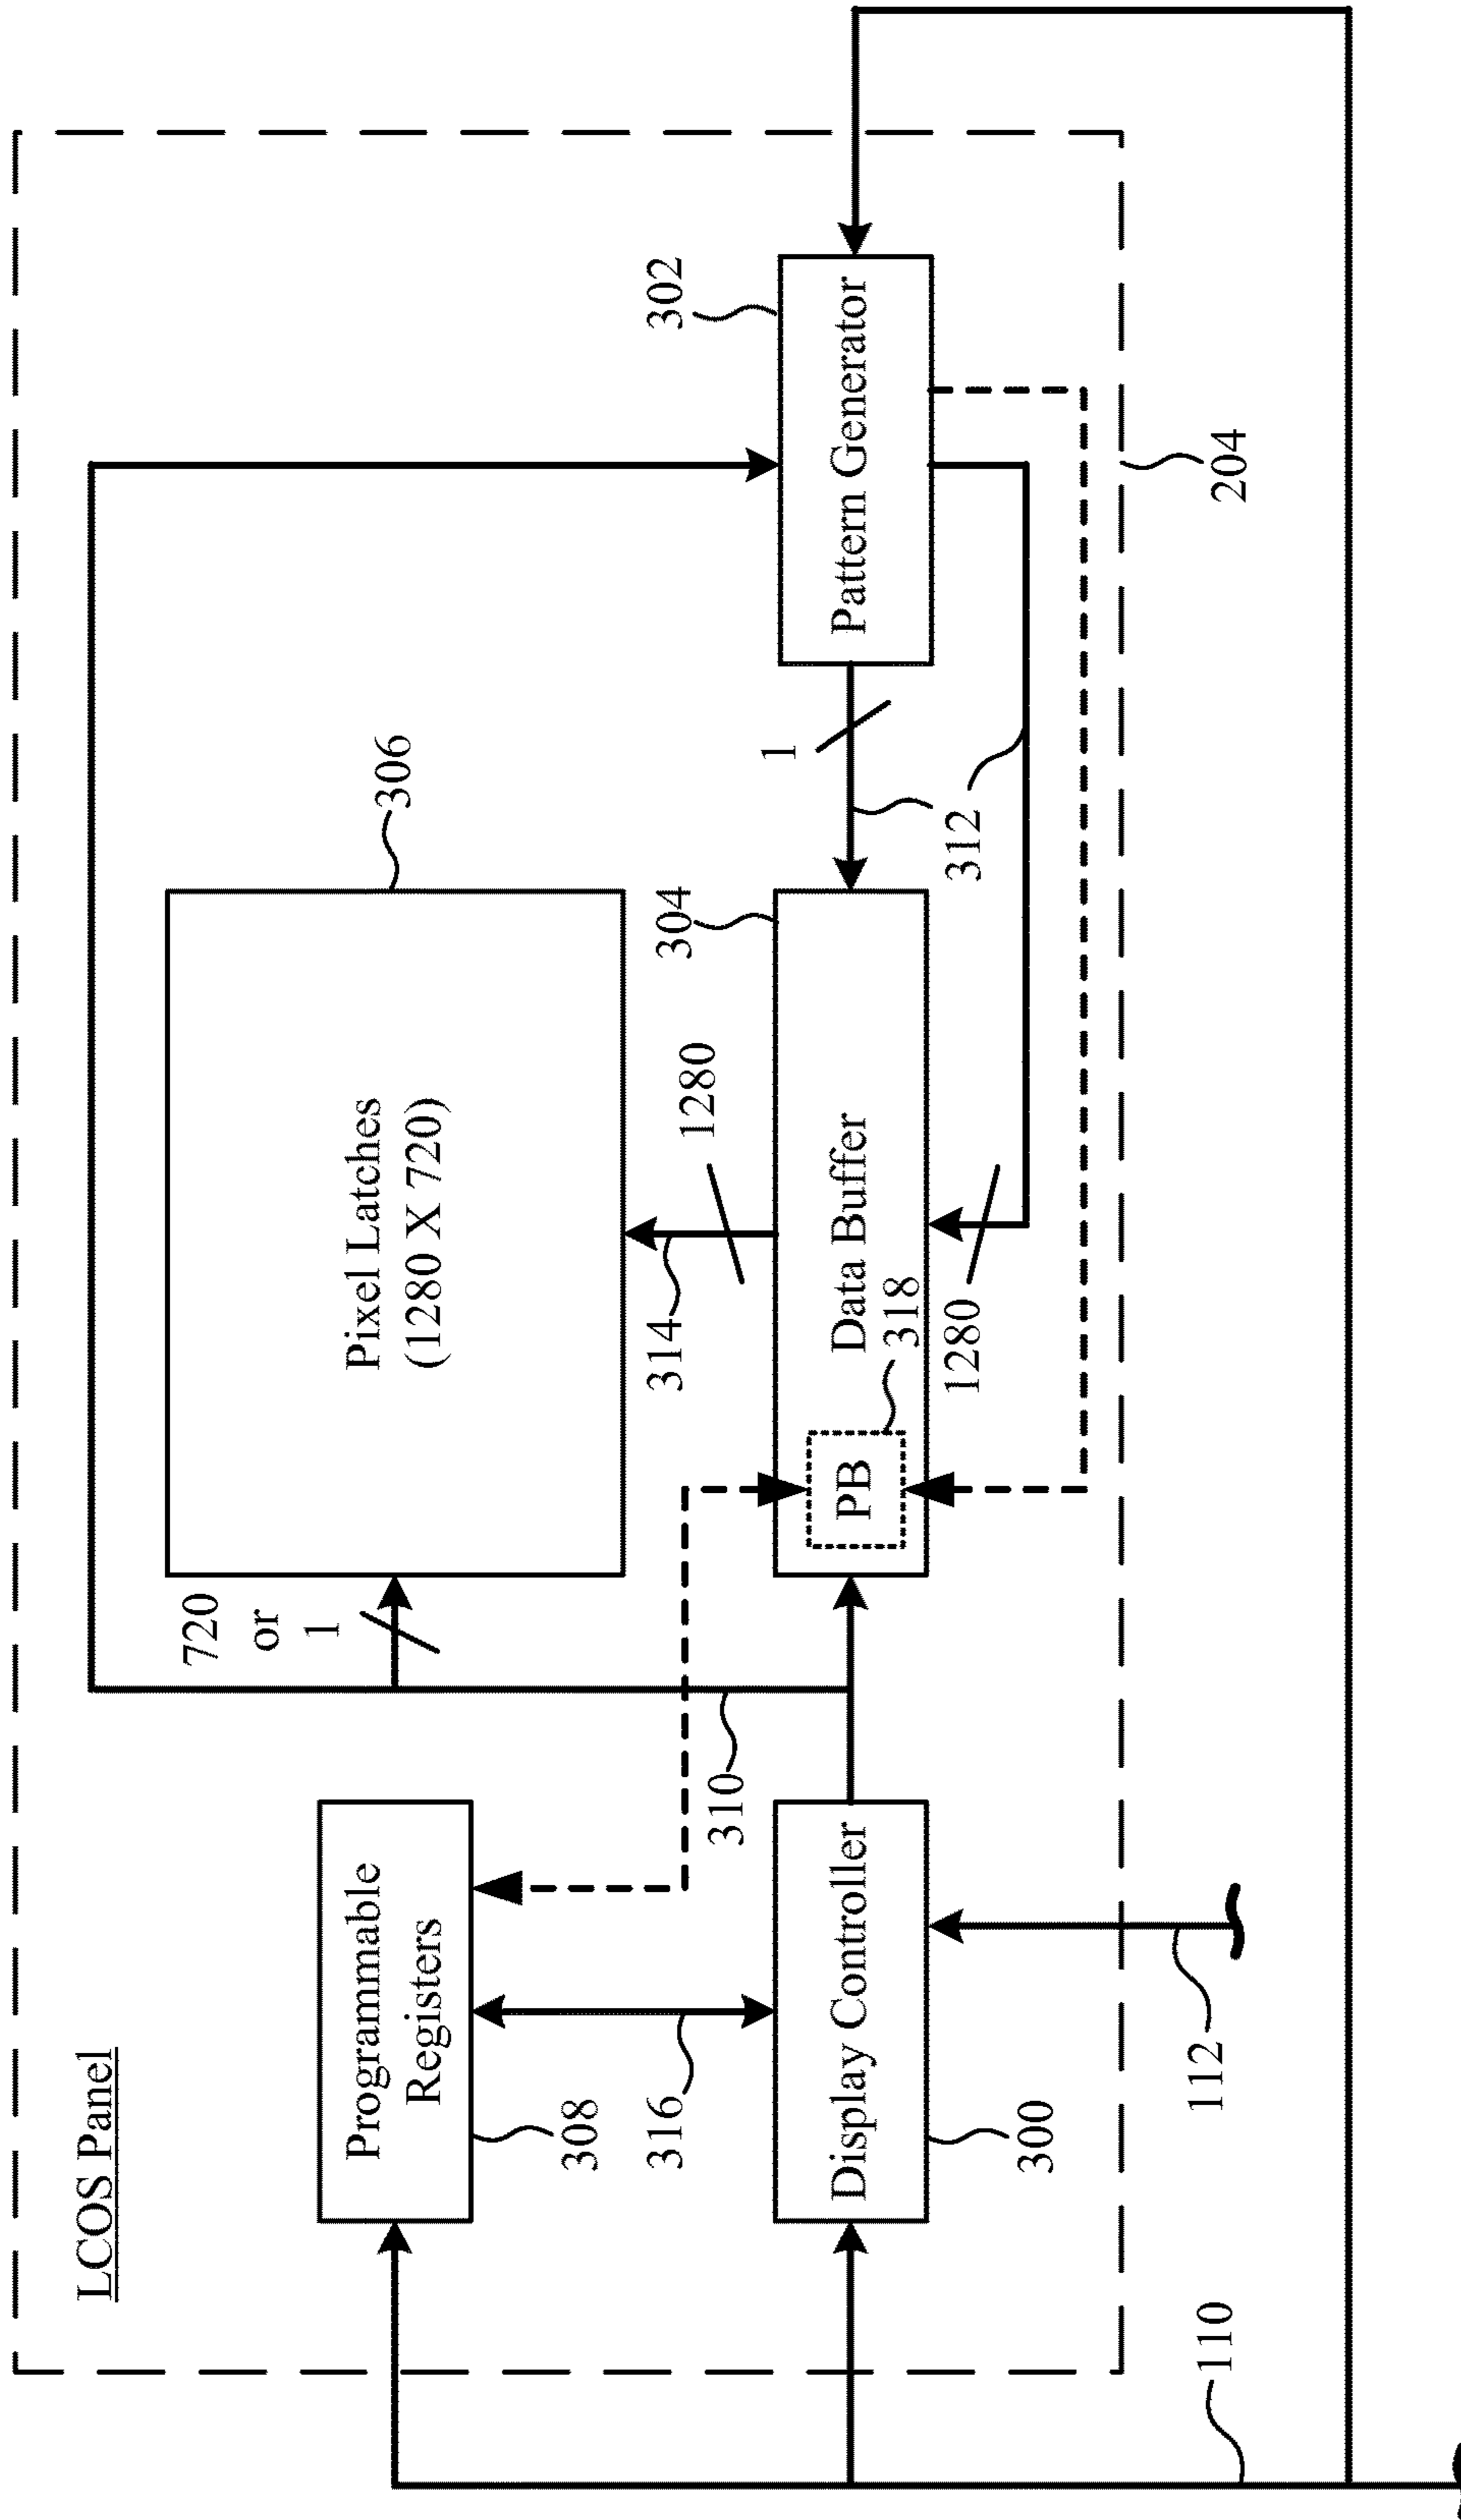 LCOS Panel
Programmable
Registers
308
316
Display Controller
300
112
110
310
720
or
1
Pixel Latches
(1280 X 720)
306
314
1280
304
Data Buffer
PB
318
1280
312
1
Pattern Generator
302
204